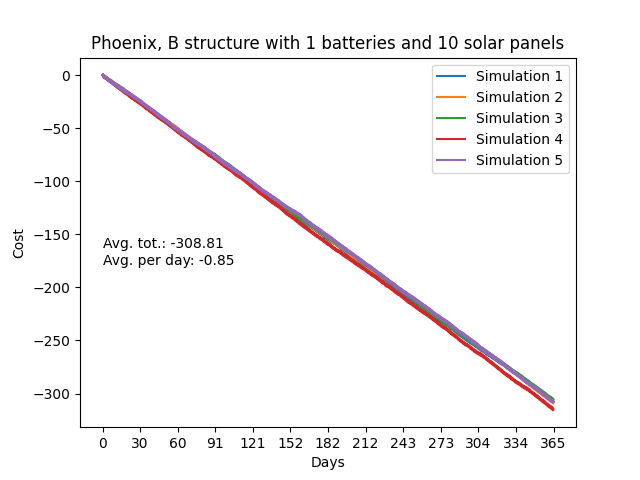 Phoenix, B structure with 1 batteries and 10 solar panels
Simulation 1
Simulation 2
Simulation 3
Simulation 4
Simulation 5
0
−50
−100
−150
−200
−250
−300
Cost
Avg. tot.: -308.81
Avg. per day: -0.85
0 30 60 91 121 152 182 212 243 273 304 334 365
Days